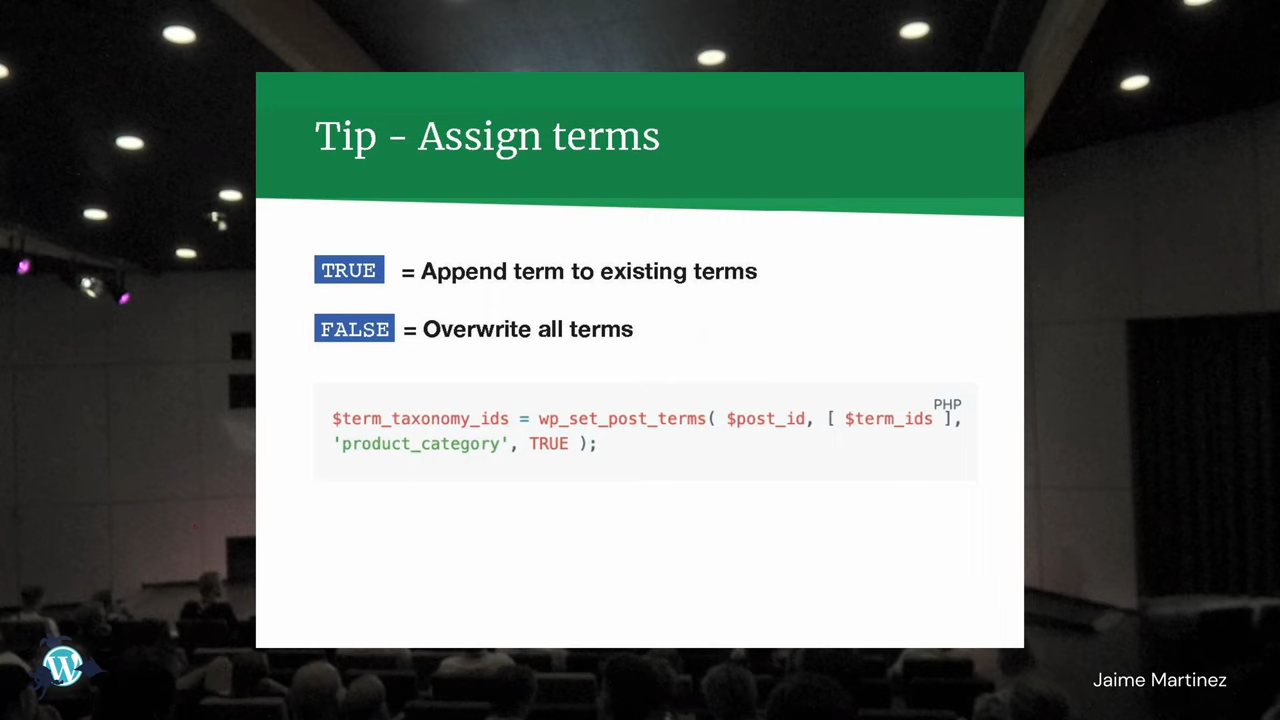 Tip - Assign terms
TRUE = Append term to existing terms
FALSE = Overwrite all terms
PHP
$term_taxonomy_ids = wp_set_post_terms( $post_id, [ $term_ids ],
'product_category', TRUE );
W
Jaime Martinez